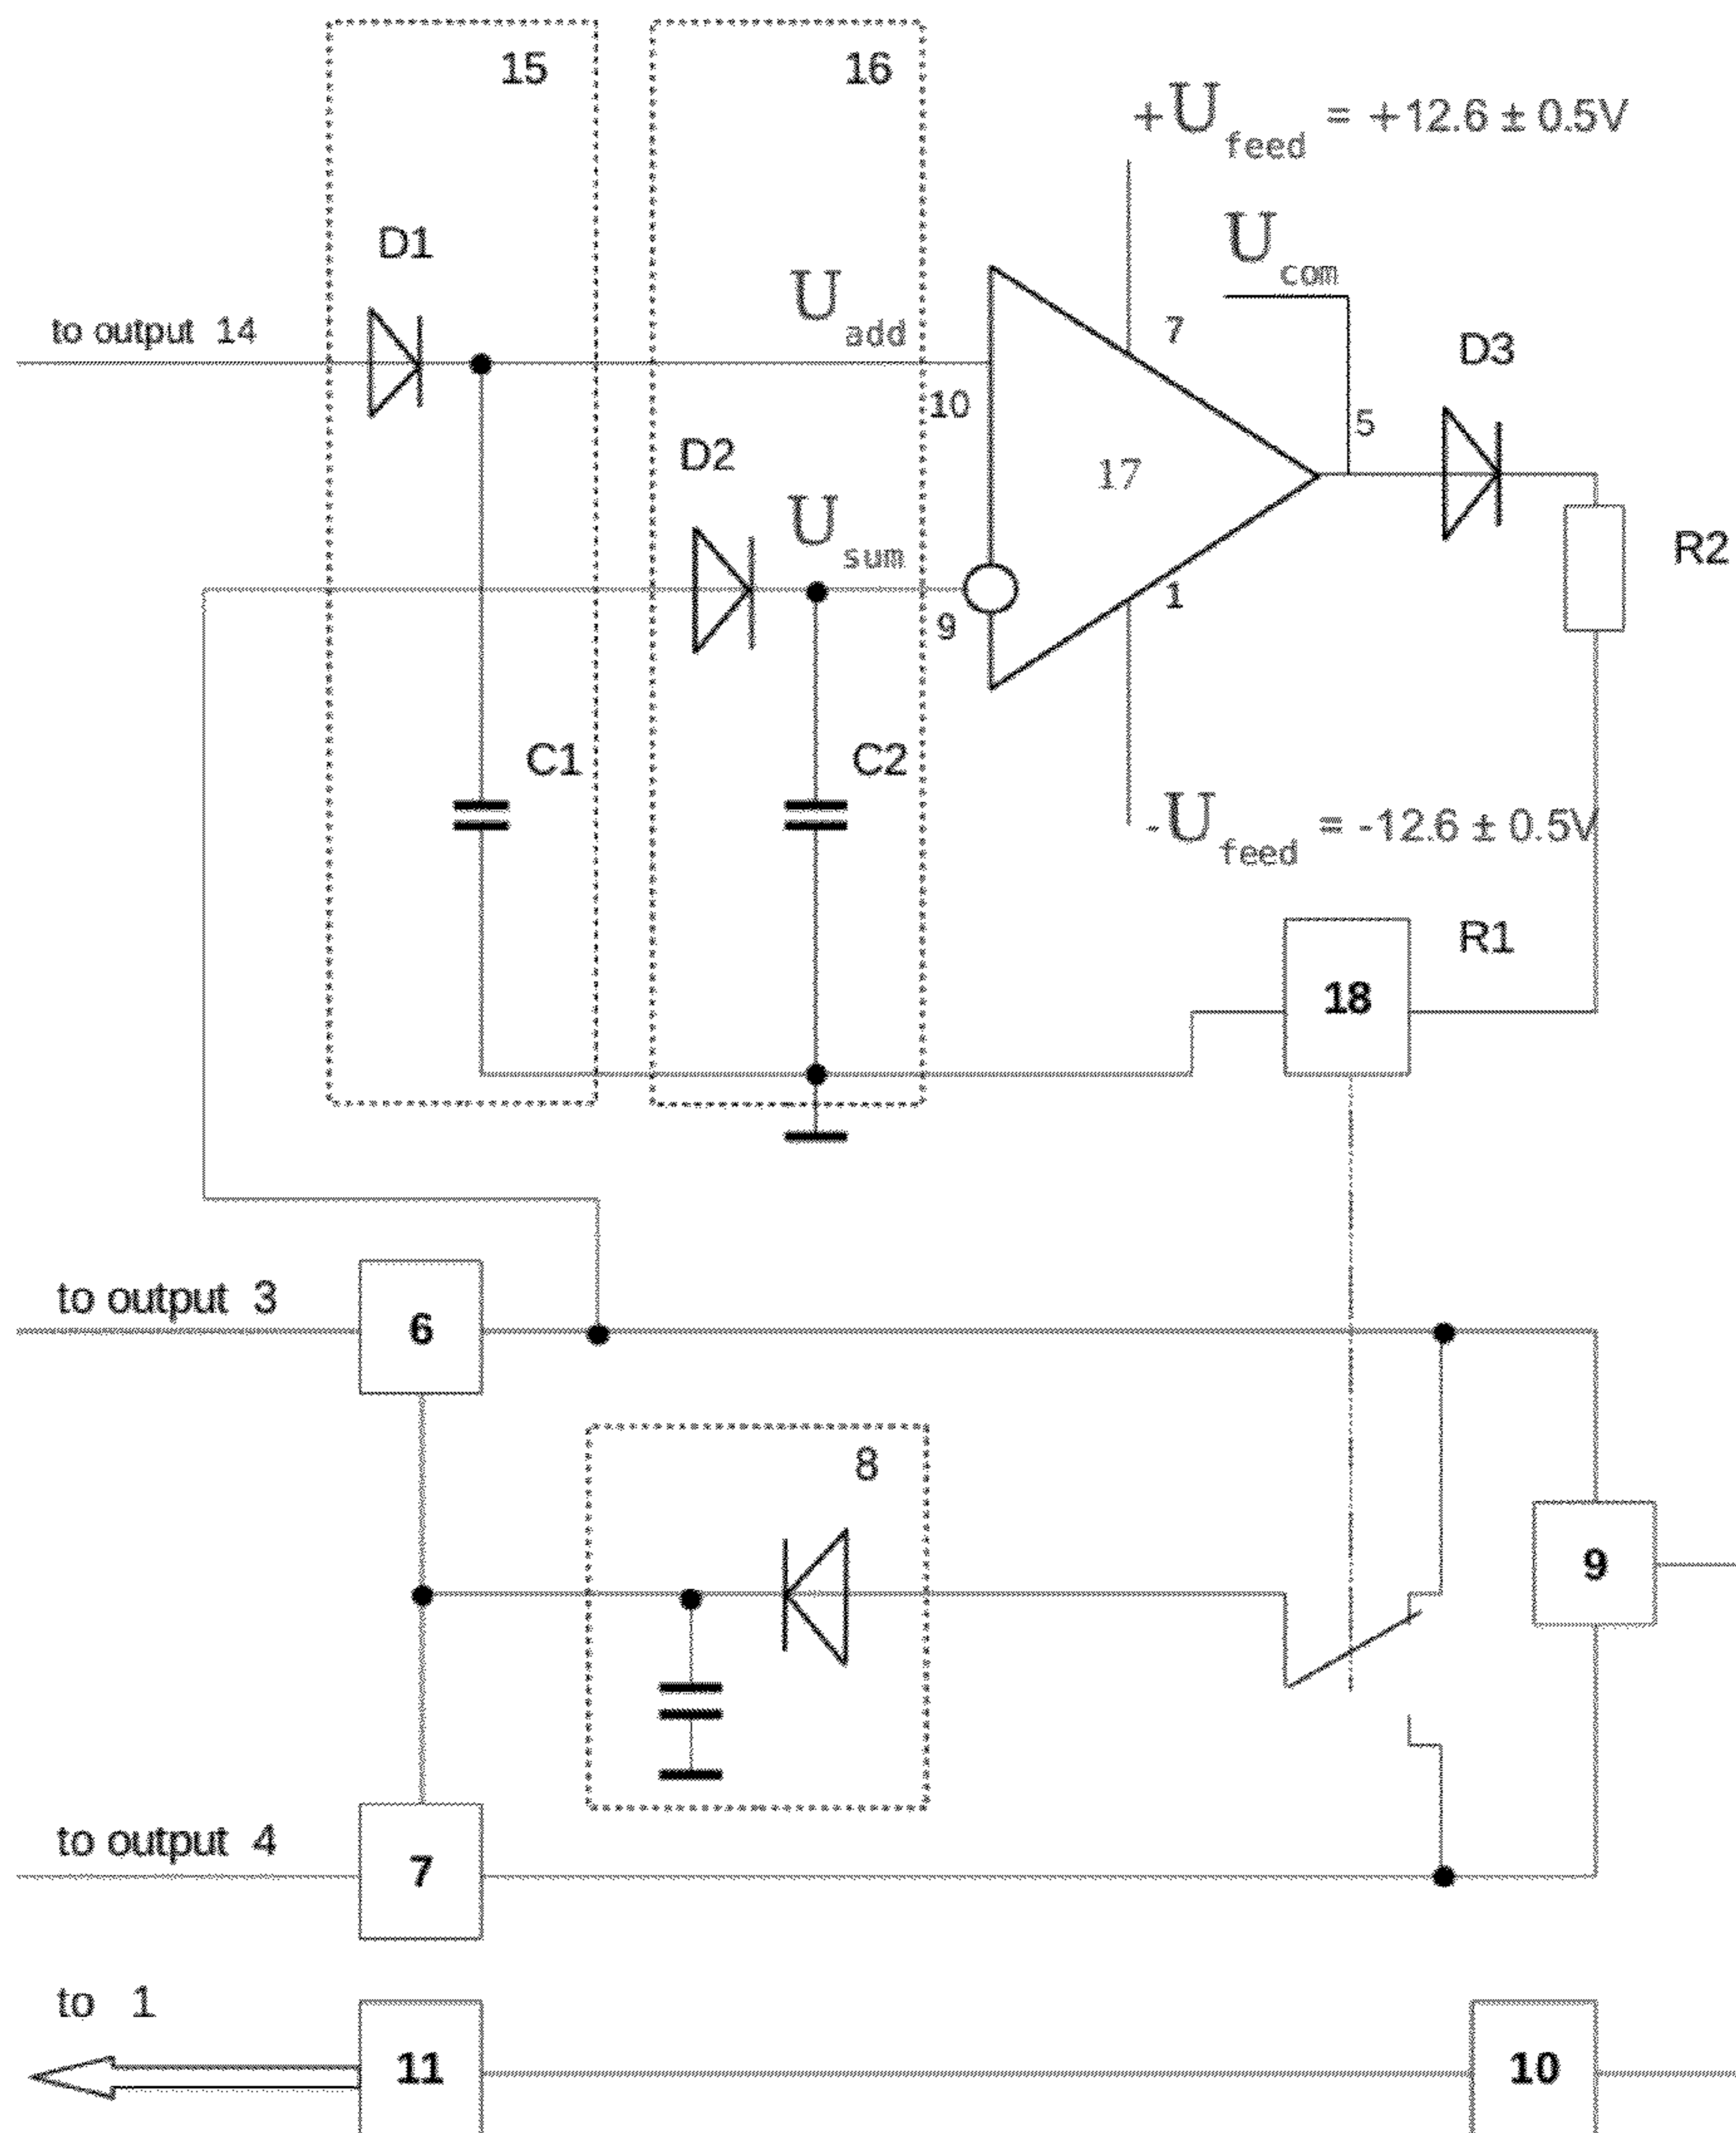 15
16
+U feed = +12.6 ± 0.5V
U com
D1
U add
to output 14
7
D3
10
5
D2
17
U sum
R2
1
9
C1
C2
-U feed = -12.6 ± 0.5V
R1
18
to output 3
6
8
9
to output 4
7
to 1
11
10